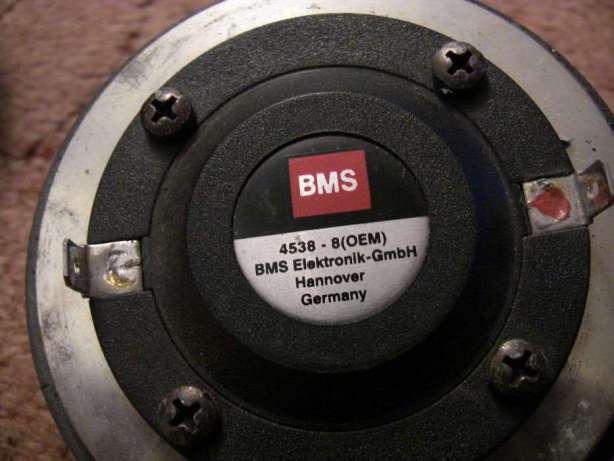 BMS
4538 - 8(OEM)
BMS Elektronik-GmbH
Hannover
Germany